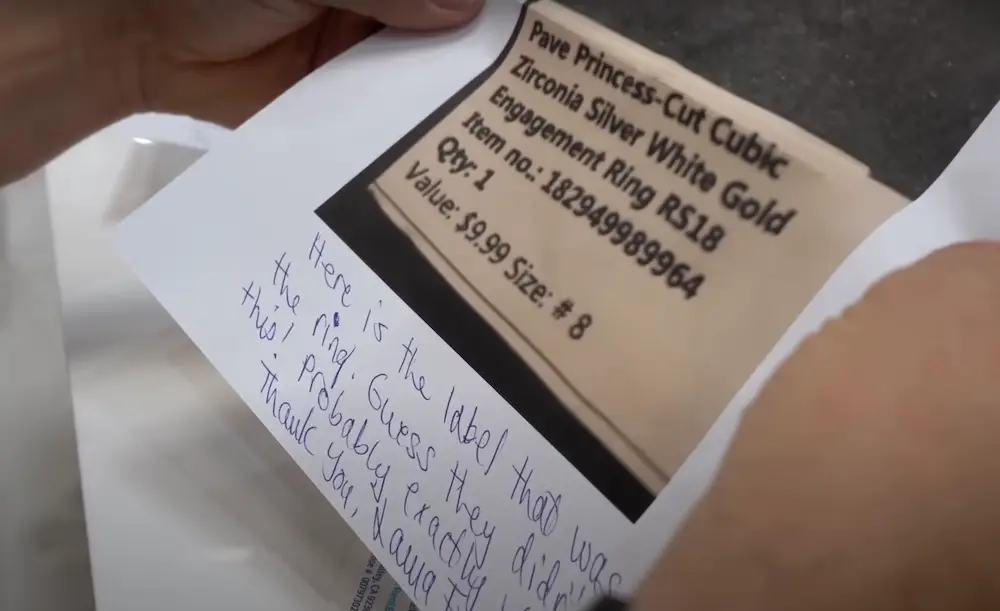 Pave Princess-Cut Cubic
Zirconia Silver White Gold
Engagement Ring RS18
Item no.: 182949989964
Qty: 1
Value: $9.99 Size: # 8
Here is the label that was
the ring. Guess they didn't
this! Probably exactly
Thank you,